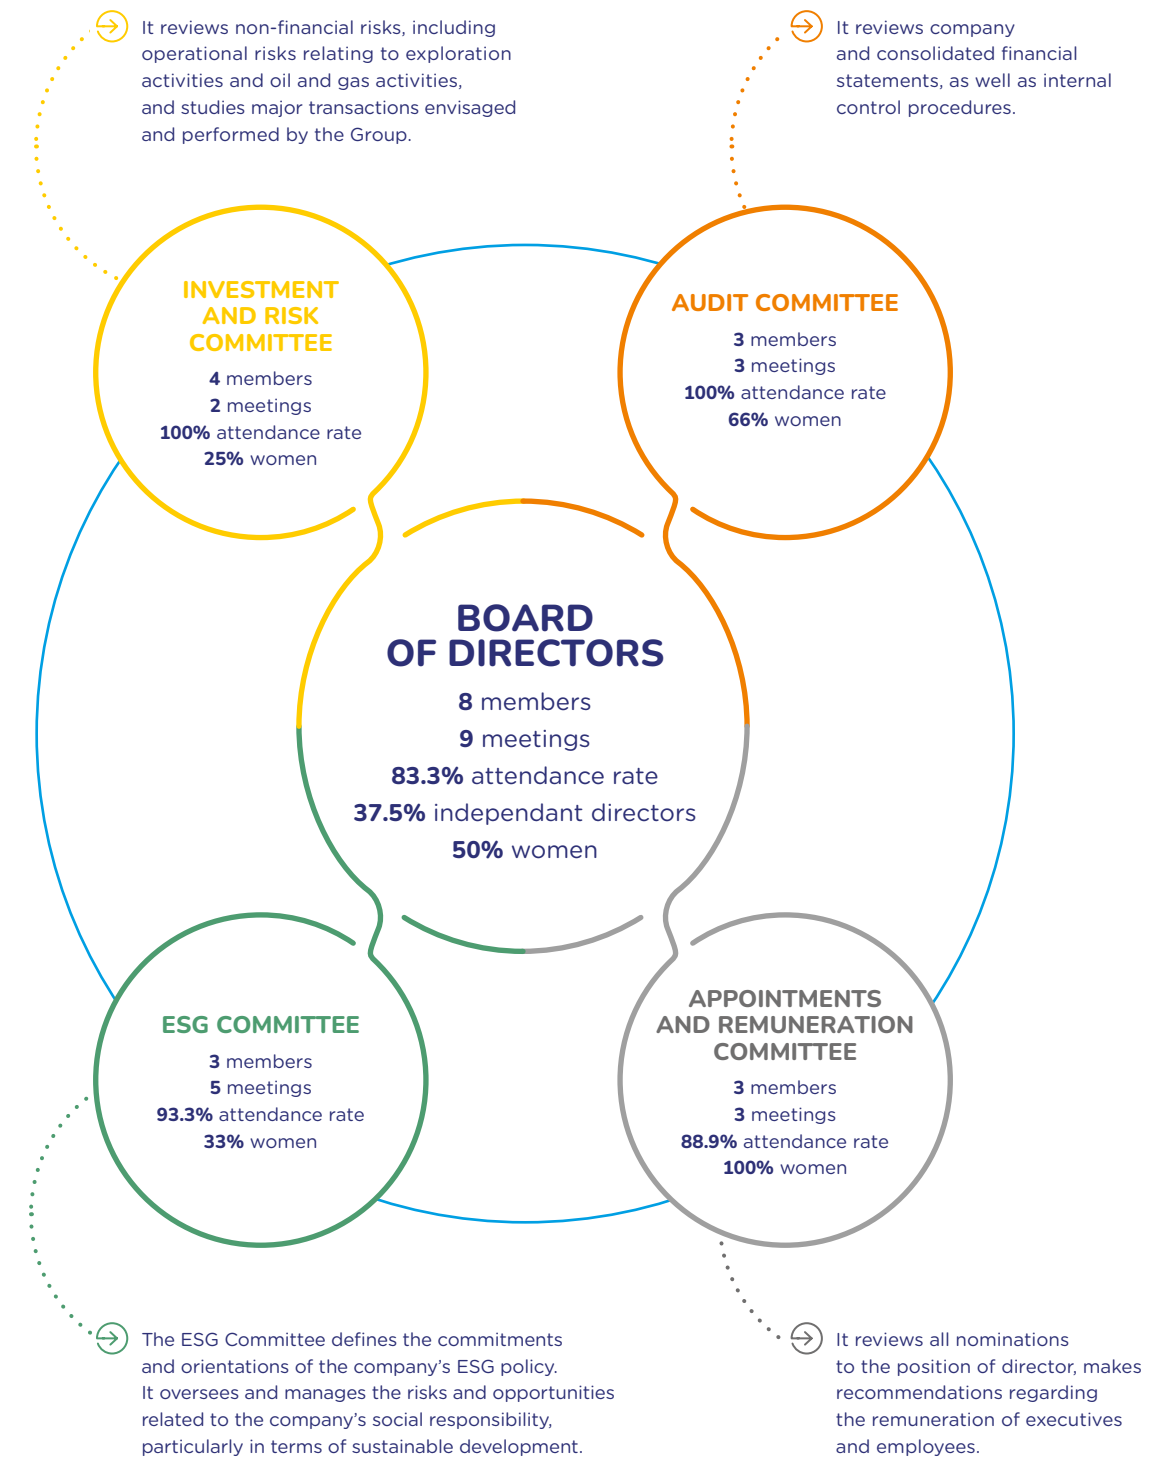 It reviews non-financial risks, including
operational risks relating to exploration
activities and oil and gas activities,
and studies major transactions envisaged
and performed by the Group.
It reviews company
and consolidated financial
statements, as well as internal
control procedures.
INVESTMENT
AND RISK
COMMITTEE
4 members
2 meetings
100% attendance rate
25% women
AUDIT COMMITTEE
3 members
3 meetings
100% attendance rate
66% women
BOARD
OF DIRECTORS
8 members
9 meetings
83.3% attendance rate
37.5% independant directors
50% women
ESG COMMITTEE
3 members
5 meetings
93.3% attendance rate
33% women
APPOINTMENTS
AND REMUNERATION
COMMITTEE
3 members
3 meetings
88.9% attendance rate
100% women
The ESG Committee defines the commitments
and orientations of the company’s ESG policy.
It oversees and manages the risks and opportunities
related to the company’s social responsibility,
particularly in terms of sustainable development.
It reviews all nominations
to the position of director, makes
recommendations regarding
the remuneration of executives
and employees.